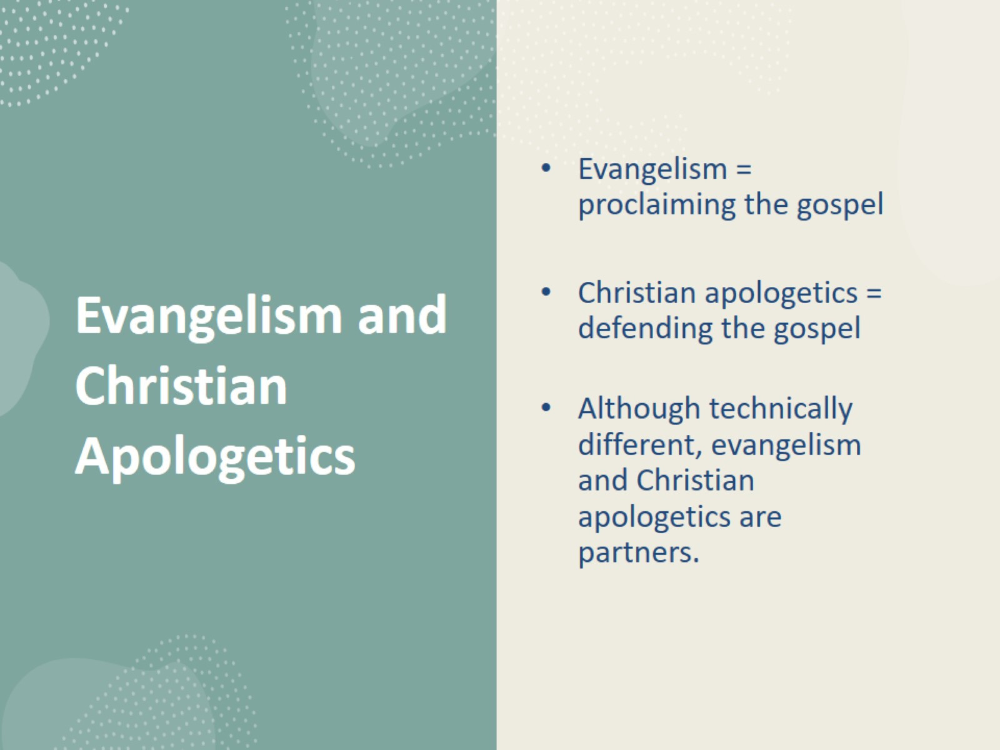 Evangelism and
Christian
Apologetics
• Evangelism =
proclaiming the gospel
• Christian apologetics =
defending the gospel
• Although technically
different, evangelism
and Christian
apologetics are
partners.